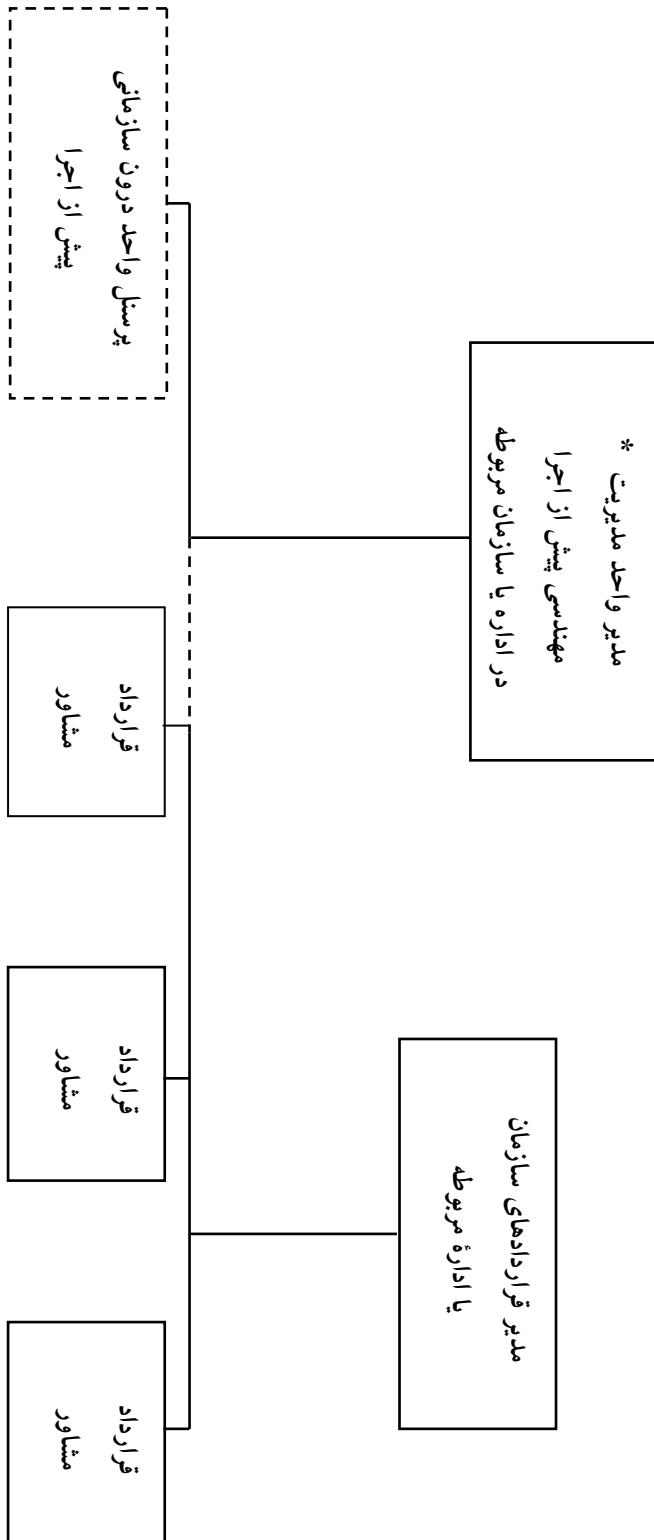 مدیر واحد مدیریت *
مهندسی پیش از اجرا
در اداره یا سازمان مربوطه
مدیر قراردادهای سازمان
یا ادارهٔ مربوطه
پرسنل واحد درون سازمانی
پیش از اجرا
قرارداد
مشاور
قرارداد
مشاور
قرارداد
مشاور